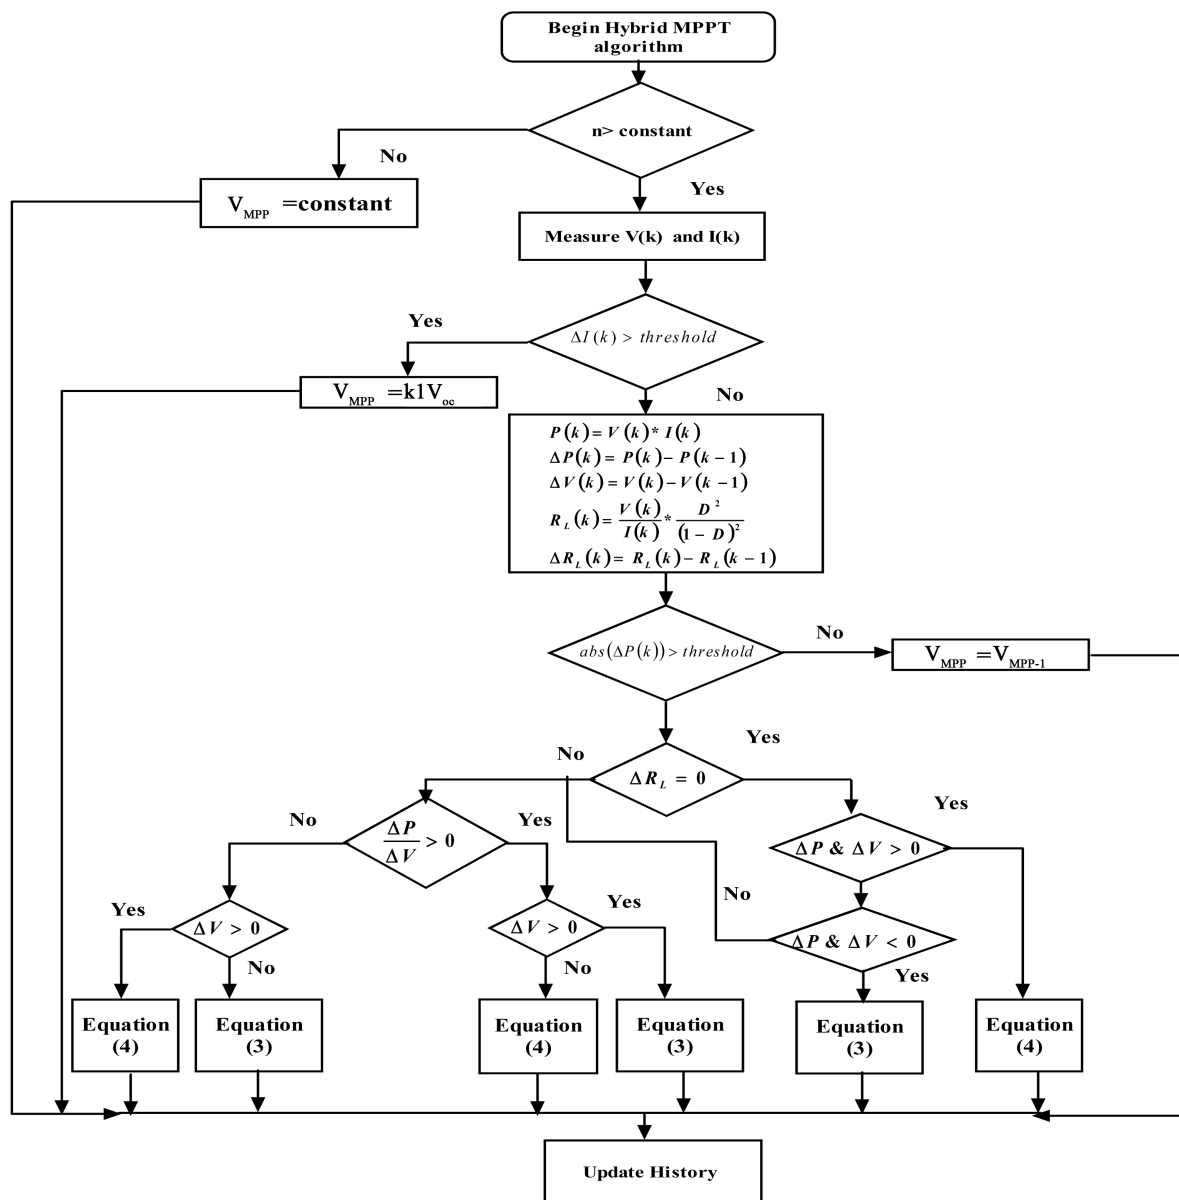 Begin Hybrid MPPT
algorithm
n> constant
No
Yes
V_MPP =constant
Measure V(k) and I(k)
Yes
ΔI(k) > threshold
V_MPP =k1V_oc
No
P(k)= V(k)* I(k)
ΔP(k)= P(k)− P(k−1)
ΔV(k)= V(k)− V(k−1)
R_L(k)= V(k)/I(k) * D²/(1−D)²
ΔR_L(k)= R_L(k)− R_L(k−1)
abs(ΔP(k))> threshold
No
V_MPP =V_MPP-1
Yes
No
ΔR_L = 0
Yes
No
ΔP/ΔV > 0
Yes
ΔP & ΔV > 0
Yes
ΔV > 0
No
ΔV > 0
Yes
No
No
ΔP & ΔV < 0
Yes
Equation
(4)
Equation
(3)
Equation
(4)
Equation
(3)
Equation
(3)
Equation
(4)
Update History